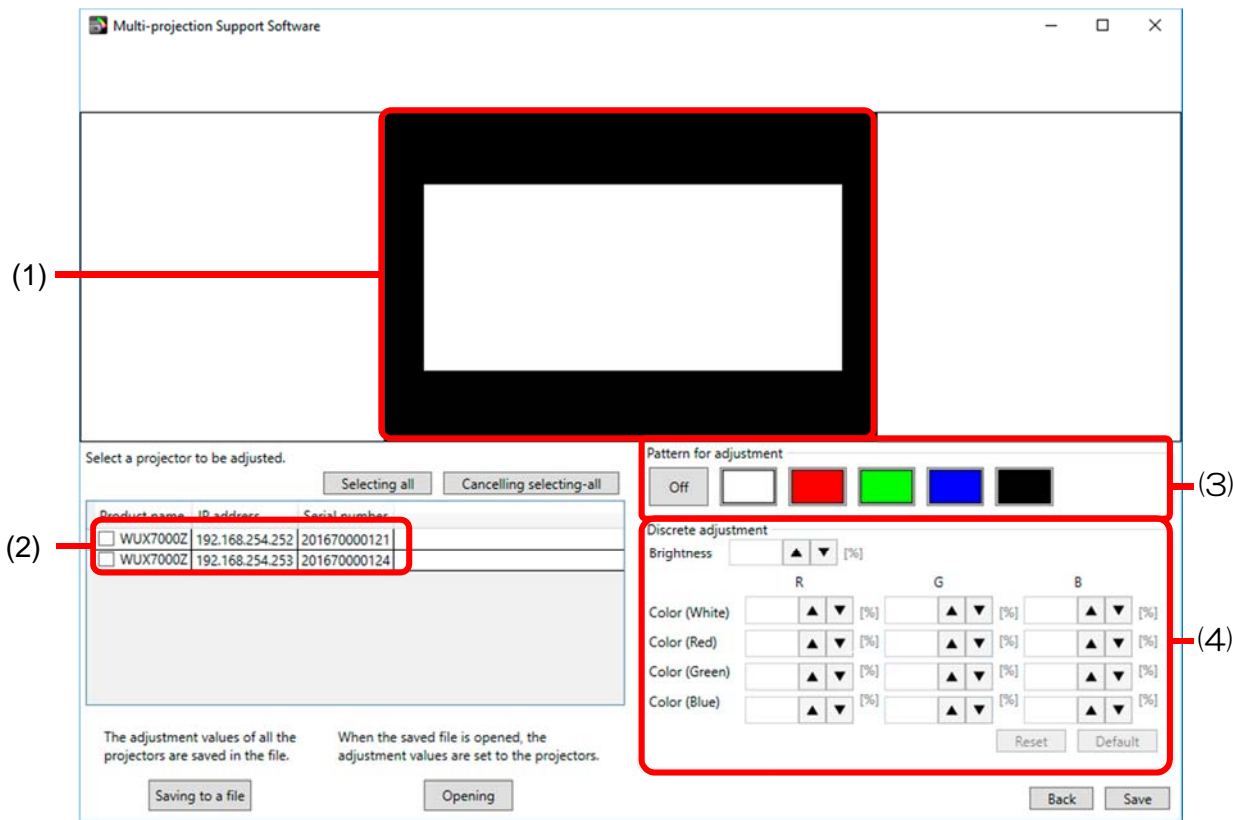 Multi-projection Support Software
(1)
Select a projector to be adjusted.
Selecting all Cancelling selecting-all
Product name IP address Serial number
(2)
WUX7000Z 192.168.254.252 201670000121
WUX7000Z 192.168.254.253 201670000124
The adjustment values of all the
projectors are saved in the file.
When the saved file is opened, the
adjustment values are set to the projectors.
Saving to a file Opening
Pattern for adjustment
Off
(3)
Discrete adjustment
Brightness ▲ ▼ [%]
R G B
Color (White) ▲ ▼ [%] ▲ ▼ [%] ▲ ▼ [%]
Color (Red) ▲ ▼ [%] ▲ ▼ [%] ▲ ▼ [%]
(4)
Color (Green) ▲ ▼ [%] ▲ ▼ [%] ▲ ▼ [%]
Color (Blue) ▲ ▼ [%] ▲ ▼ [%] ▲ ▼ [%]
Reset Default
Back Save